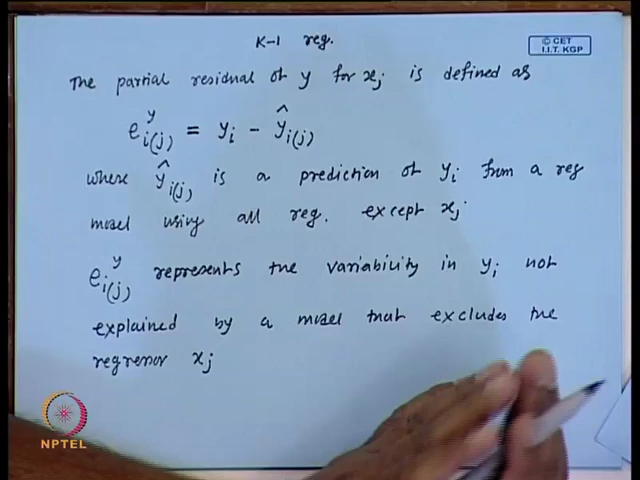 K-1 reg.
© CET
I.I.T. KGP
The partial residual of y for xj is defined as
e^y_i(j) = yi - ŷ_i(j)
where ŷ_i(j) is a prediction of yi from a reg
model using all reg. except xj
e^y_i(j) represents the variability in yi not
explained by a model that excludes the
regressor xj
NPTEL